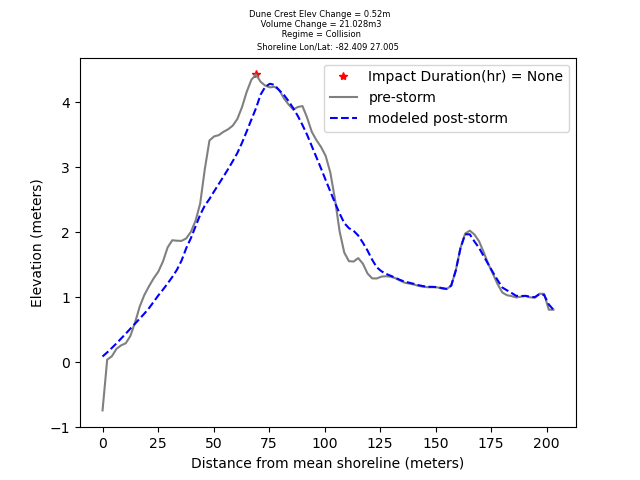 Dune Crest Elev Change = 0.52m
Volume Change = 21.028m3
Regime = Collision
Shoreline Lon/Lat: -82.409 27.005
Impact Duration(hr) = None
pre-storm
modeled post-storm
Elevation (meters)
4
3
2
1
0
−1
0 25 50 75 100 125 150 175 200
Distance from mean shoreline (meters)